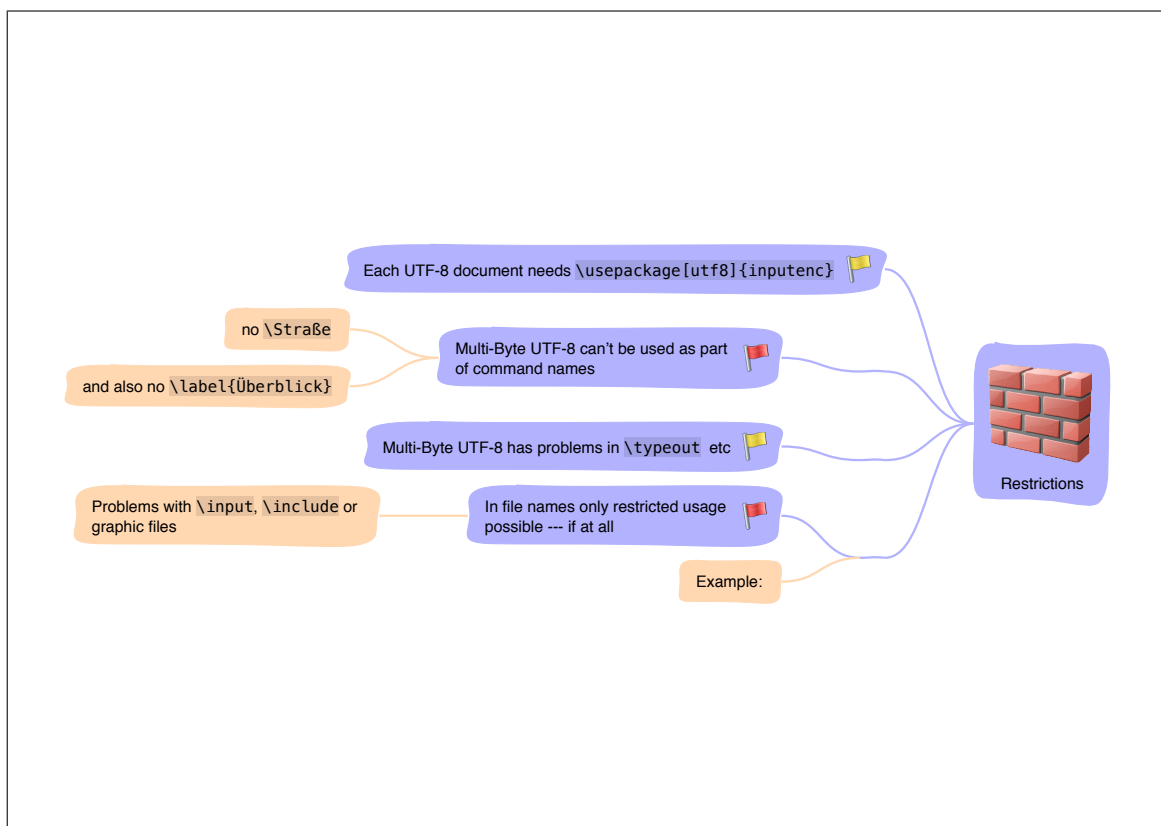 Each UTF-8 document needs \usepackage[utf8]{inputenc}
no \Straße
and also no \label{Überblick}
Multi-Byte UTF-8 can't be used as part
of command names
Multi-Byte UTF-8 has problems in \typeout etc
Problems with \input, \include or
graphic files
In file names only restricted usage
possible --- if at all
Example:
Restrictions